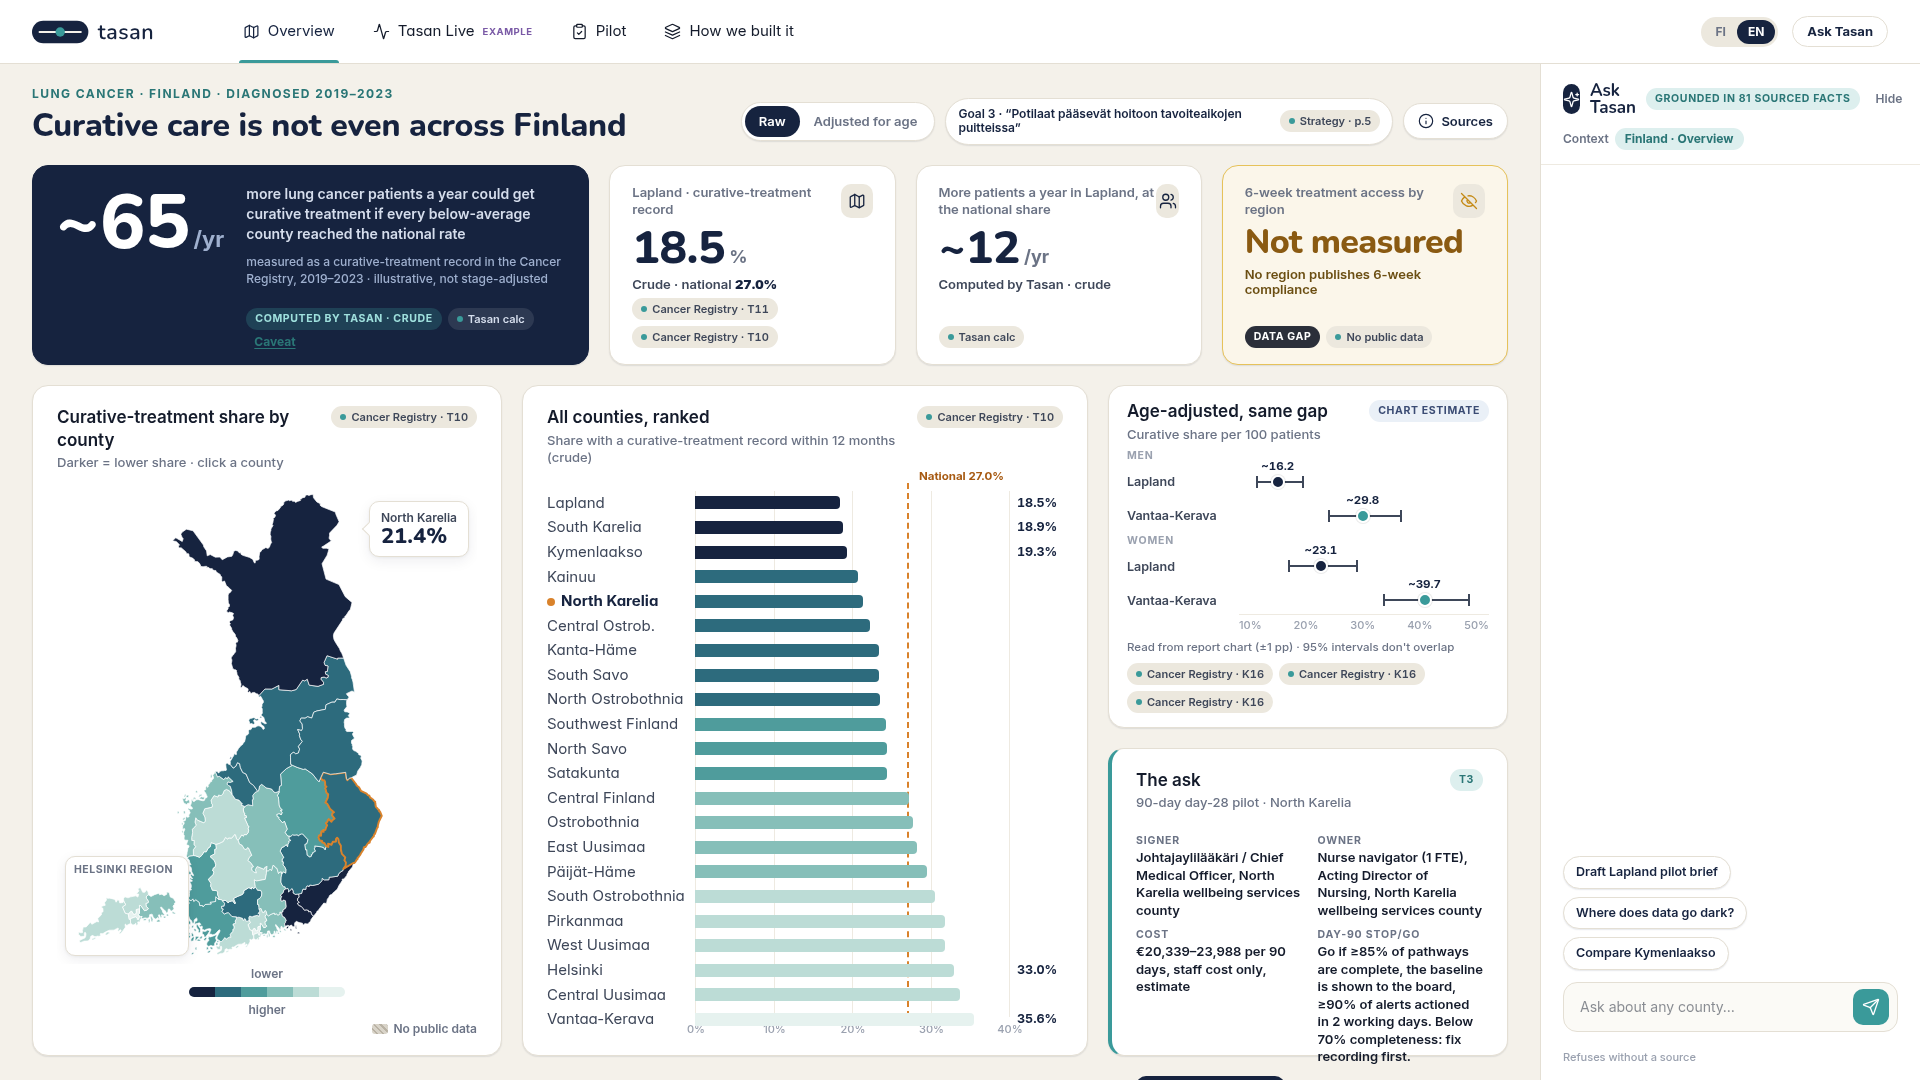 tasan
Overview
Tasan Live EXAMPLE
Pilot
How we built it
FI EN
Ask Tasan
LUNG CANCER · FINLAND · DIAGNOSED 2019–2023
Curative care is not even across Finland
Raw Adjusted for age
Goal 3 · “Potilaat pääsevät hoitoon tavoiteaikojen
puitteissa”
Strategy · p.5
Sources
~65/yr
more lung cancer patients a year could get
curative treatment if every below-average
county reached the national rate
measured as a curative-treatment record in the Cancer
Registry, 2019–2023 · illustrative, not stage-adjusted
COMPUTED BY TASAN · CRUDE
Tasan calc
Caveat
Lapland · curative-treatment
record
18.5 %
Crude · national 27.0%
Cancer Registry · T11
Cancer Registry · T10
More patients a year in Lapland, at
the national share
~12 /yr
Computed by Tasan · crude
Tasan calc
6-week treatment access by
region
Not measured
No region publishes 6-week
compliance
DATA GAP
No public data
Curative-treatment share by
county
Cancer Registry · T10
Darker = lower share · click a county
North Karelia
21.4%
HELSINKI REGION
lower
higher
No public data
All counties, ranked
Cancer Registry · T10
Share with a curative-treatment record within 12 months
(crude)
National 27.0%
Lapland 18.5%
South Karelia 18.9%
Kymenlaakso 19.3%
Kainuu
North Karelia
Central Ostrob.
Kanta-Häme
South Savo
North Ostrobothnia
Southwest Finland
North Savo
Satakunta
Central Finland
Ostrobothnia
East Uusimaa
Päijät-Häme
South Ostrobothnia
Pirkanmaa
West Uusimaa
Helsinki 33.0%
Central Uusimaa
Vantaa-Kerava 35.6%
0% 10% 20% 30% 40%
Age-adjusted, same gap
CHART ESTIMATE
Curative share per 100 patients
MEN
~16.2
Lapland
~29.8
Vantaa-Kerava
WOMEN
~23.1
Lapland
~39.7
Vantaa-Kerava
10% 20% 30% 40% 50%
Read from report chart (±1 pp) · 95% intervals don't overlap
Cancer Registry · K16
Cancer Registry · K16
Cancer Registry · K16
The ask
T3
90-day day-28 pilot · North Karelia
SIGNER
Johtajaylilääkäri / Chief
Medical Officer, North
Karelia wellbeing services
county
OWNER
Nurse navigator (1 FTE),
Acting Director of
Nursing, North Karelia
wellbeing services county
COST
€20,339–23,988 per 90
days, staff cost only,
estimate
DAY-90 STOP/GO
Go if ≥85% of pathways
are complete, the baseline
is shown to the board,
≥90% of alerts actioned
in 2 working days. Below
70% completeness: fix
recording first.
Ask
Tasan
GROUNDED IN 81 SOURCED FACTS
Hide
Context Finland · Overview
Draft Lapland pilot brief
Where does data go dark?
Compare Kymenlaakso
Ask about any county...
Refuses without a source